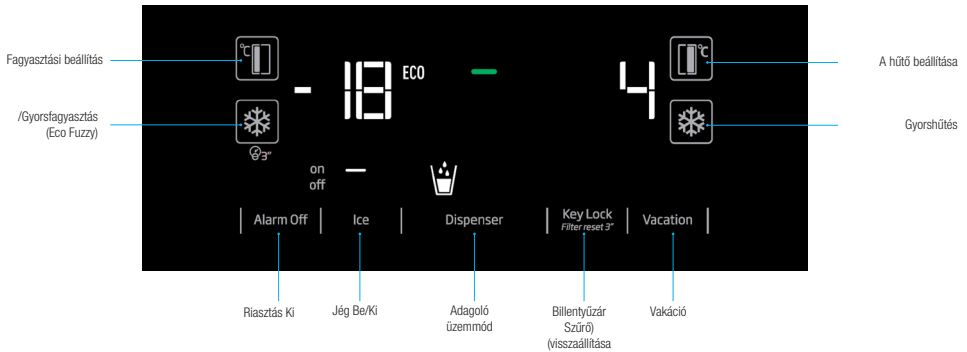 Fagyasztási beállítás
°C
- 18 ECO
4
°C
A hűtő beállítása
/Gyorsfagyasztás
(Eco Fuzzy)
3"
Gyorshűtés
on
off
Alarm Off
Ice
Dispenser
Key Lock
Filter reset 3"
Vacation
Riasztás Ki
Jég Be/Ki
Adagoló
üzemmód
Billentyűzár
Szűrő)
(visszaállítása
Vakáció